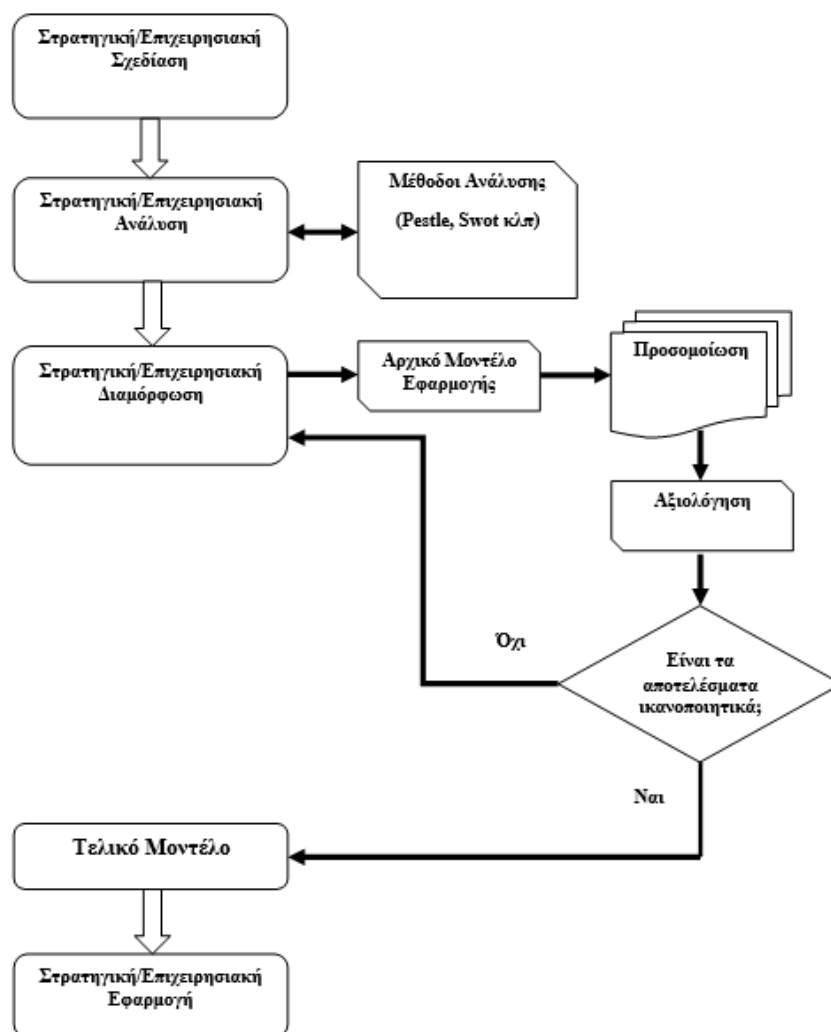 Στρατηγική/Επιχειρησιακή
Σχεδίαση
Στρατηγική/Επιχειρησιακή
Ανάλυση
Μέθοδοι Ανάλυσης
(Pestle, Swot κλπ)
Στρατηγική/Επιχειρησιακή
Διαμόρφωση
Αρχικό Μοντέλο
Εφαρμογής
Προσομοίωση
Αξιολόγηση
Είναι τα
αποτελέσματα
ικανοποιητικά;
Όχι
Ναι
Τελικό Μοντέλο
Στρατηγική/Επιχειρησιακή
Εφαρμογή